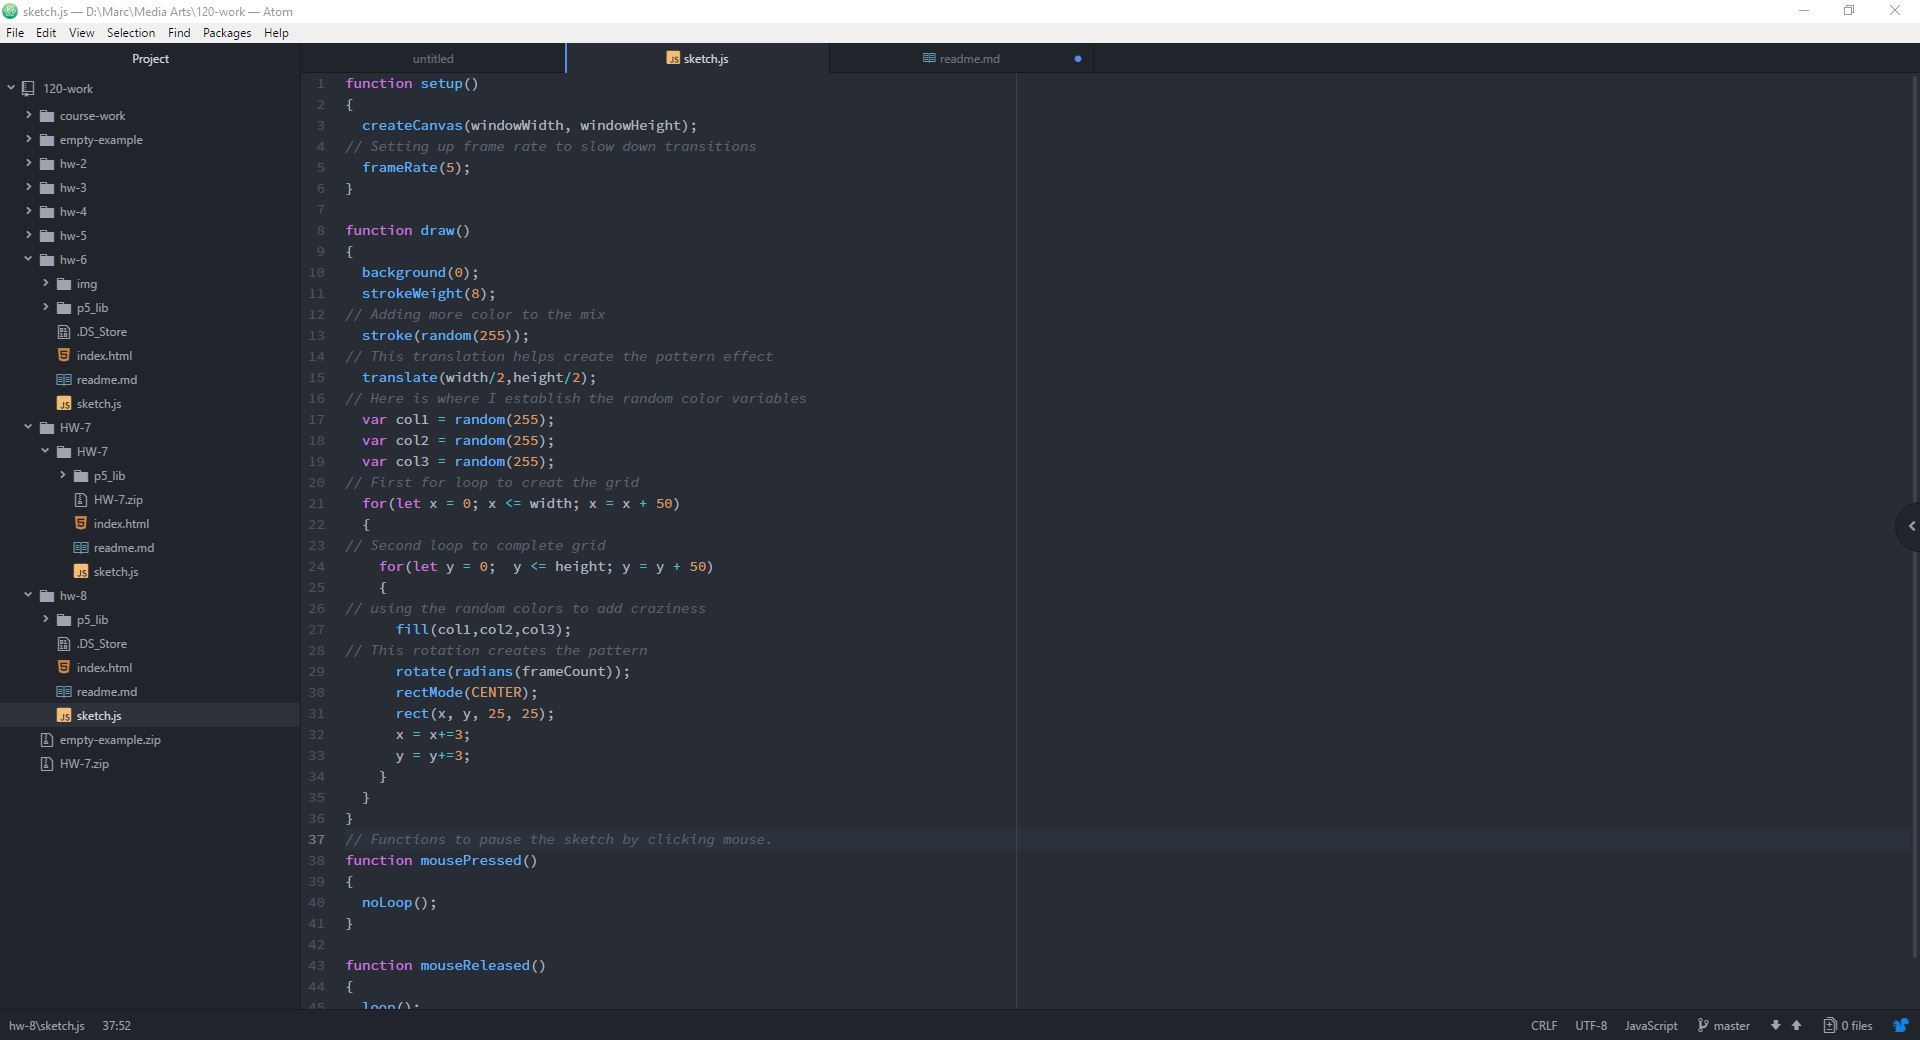 sketch.js — D:\Marc\Media Arts\120-work — Atom
File Edit View Selection Find Packages Help
Project
120-work
course-work
empty-example
hw-2
hw-3
hw-4
hw-5
hw-6
img
p5_lib
.DS_Store
index.html
readme.md
sketch.js
HW-7
HW-7
p5_lib
HW-7.zip
index.html
readme.md
sketch.js
hw-8
p5_lib
.DS_Store
index.html
readme.md
sketch.js
empty-example.zip
HW-7.zip
untitled sketch.js readme.md
1 function setup()
2 {
3 createCanvas(windowWidth, windowHeight);
4 // Setting up frame rate to slow down transitions
5 frameRate(5);
6 }
7
8 function draw()
9 {
10 background(0);
11 strokeWeight(8);
12 // Adding more color to the mix
13 stroke(random(255));
14 // This translation helps create the pattern effect
15 translate(width/2,height/2);
16 // Here is where I establish the random color variables
17 var col1 = random(255);
18 var col2 = random(255);
19 var col3 = random(255);
20 // First for loop to creat the grid
21 for(let x = 0; x <= width; x = x + 50)
22 {
23 // Second loop to complete grid
24 for(let y = 0;  y <= height; y = y + 50)
25 {
26 // using the random colors to add craziness
27 fill(col1,col2,col3);
28 // This rotation creates the pattern
29 rotate(radians(frameCount));
30 rectMode(CENTER);
31 rect(x, y, 25, 25);
32 x = x+=3;
33 y = y+=3;
34 }
35 }
36 }
37 // Functions to pause the sketch by clicking mouse.
38 function mousePressed()
39 {
40 noLoop();
41 }
42
43 function mouseReleased()
44 {
45 loop();
hw-8\sketch.js 37:52 CRLF UTF-8 JavaScript master 0 files